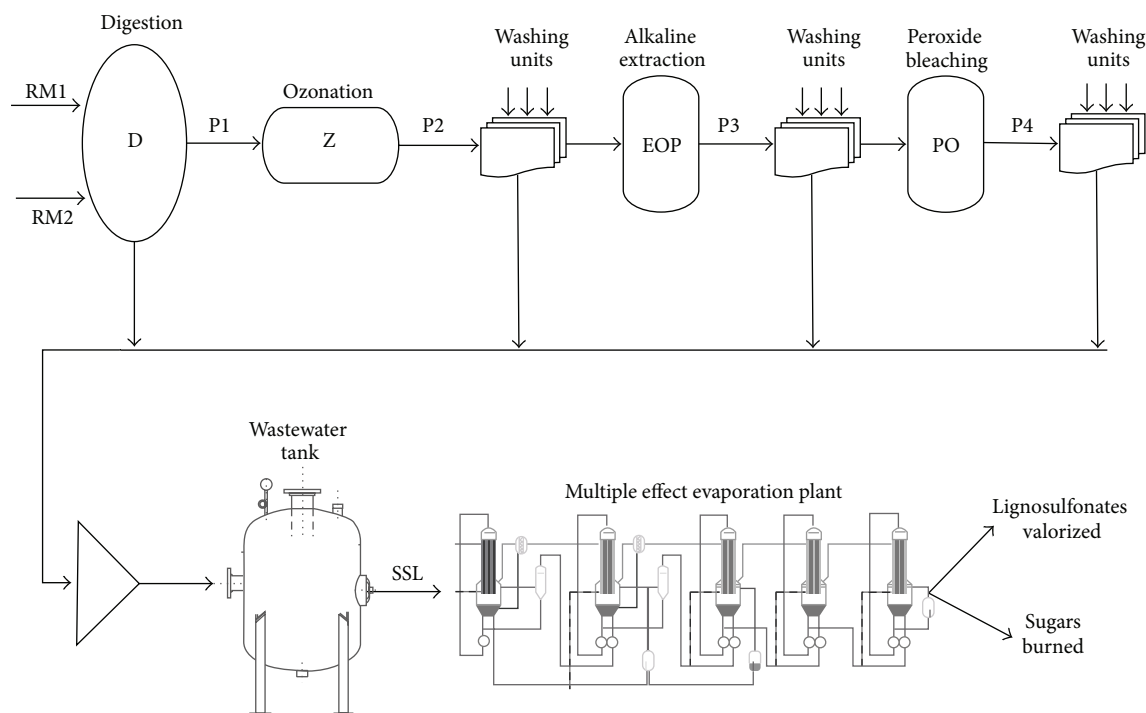 Digestion
RM1
RM2
D
P1
Ozonation
Z
P2
Washing
units
Alkaline
extraction
EOP
P3
Washing
units
Peroxide
bleaching
PO
P4
Washing
units
Wastewater
tank
SSL
Multiple effect evaporation plant
Lignosulfonates
valorized
Sugars
burned